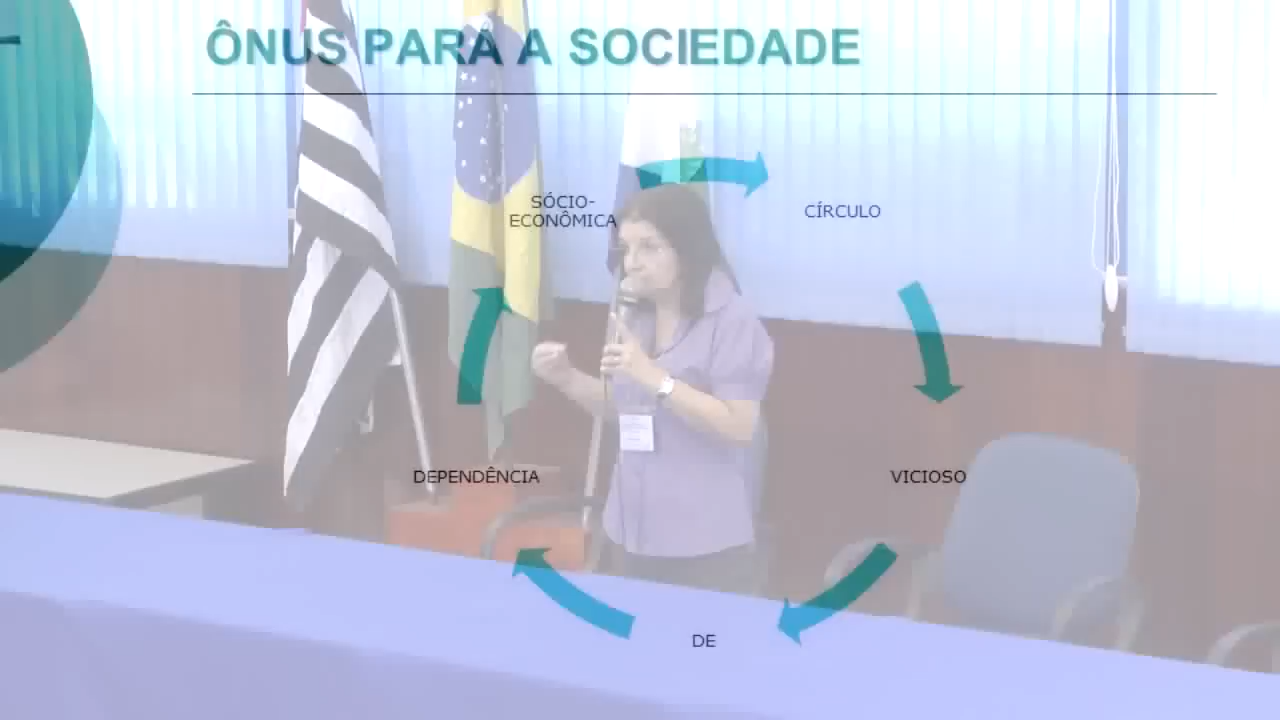 ÔNUS PARA A SOCIEDADE
SÓCIO-
ECONÔMICA
CÍRCULO
VICIOSO
DE
DEPENDÊNCIA